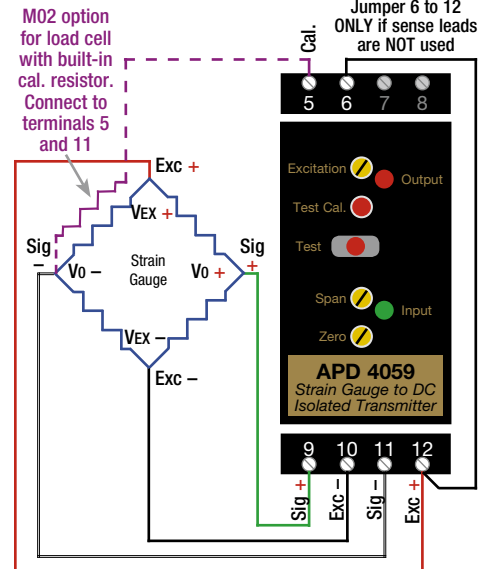 M02 option
for load cell
with built-in
cal. resistor.
Connect to
terminals 5
and 11
Cal.
Jumper 6 to 12
ONLY if sense leads
are NOT used
5 6 7 8
Exc +
VEX +
Sig
–
Vo –
Strain
Gauge
Vo +
Sig
+
VEX –
Exc –
Excitation
Output
Test Cal.
Test
Span
Input
Zero
APD 4059
Strain Gauge to DC
Isolated Transmitter
9 10 11 12
Sig +
Exc –
Sig –
Exc +